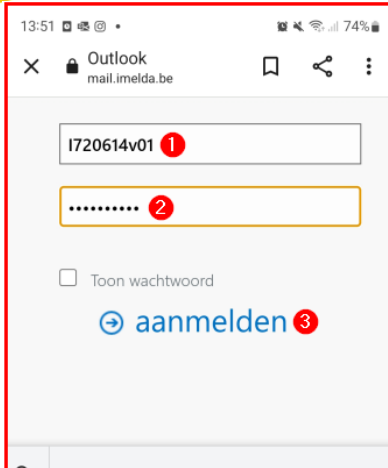 13:51 74%
Outlook
mail.imelda.be
I720614v01 1
•••••••••• 2
Toon wachtwoord
aanmelden 3